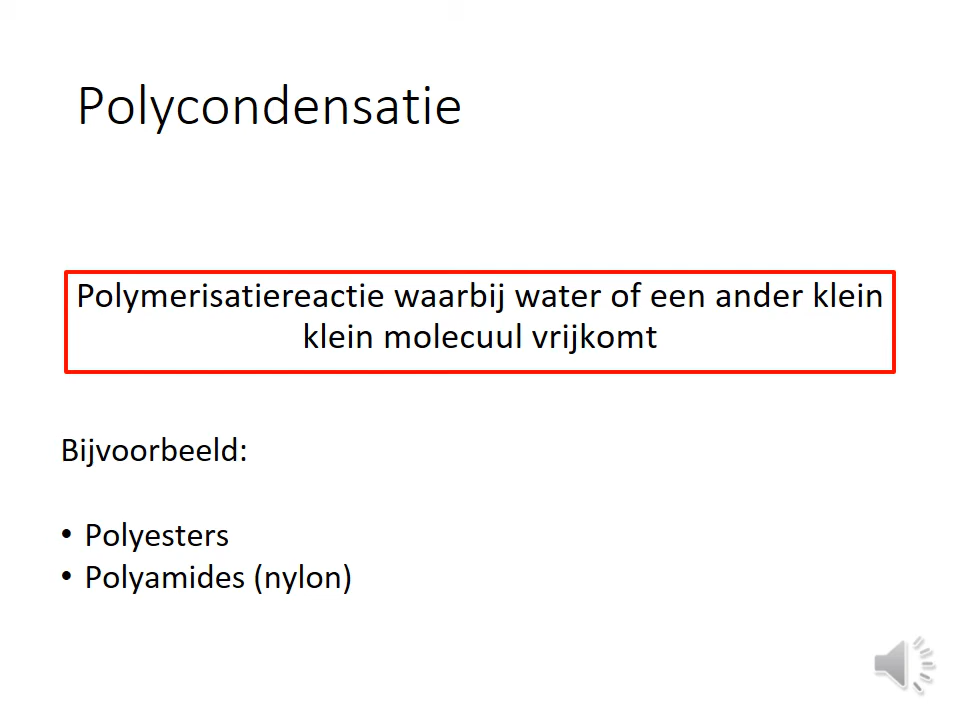 Polycondensatie
Polymerisatiereactie waarbij water of een ander klein
klein molecuul vrijkomt
Bijvoorbeeld:
• Polyesters
• Polyamides (nylon)